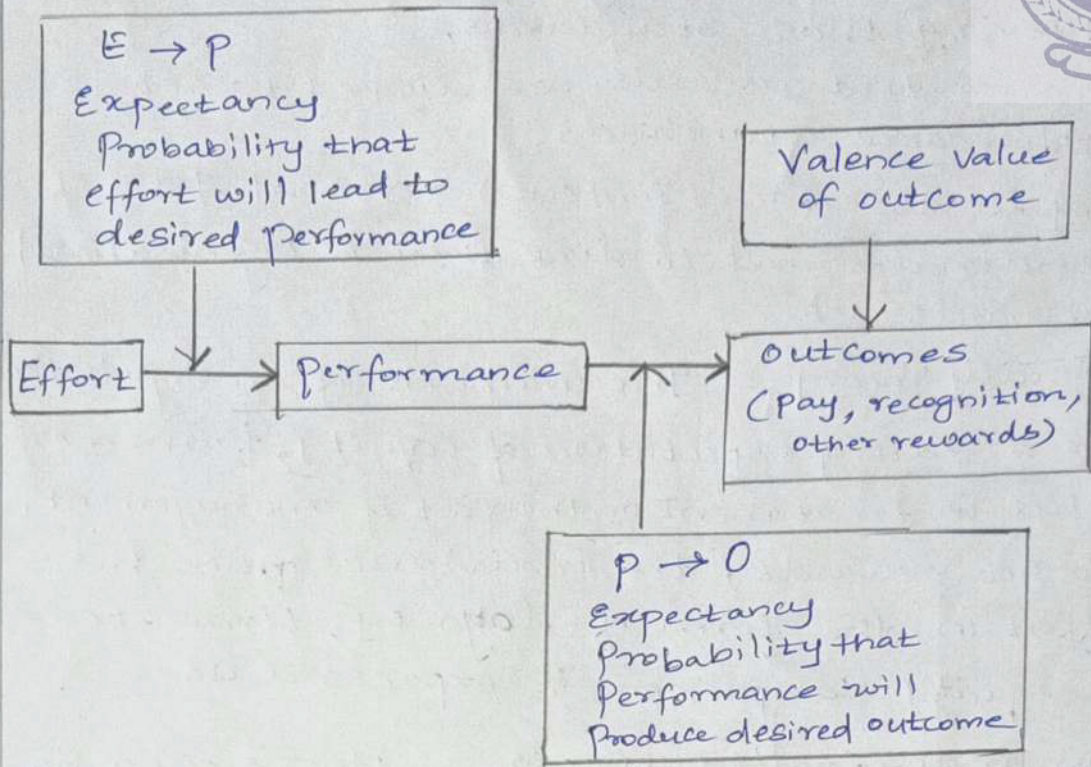 E → P
Expectancy
Probability that
effort will lead to
desired performance
Valence value
of outcome
Effort
Performance
outcomes
(pay, recognition,
other rewards)
P → O
Expectancy
Probability that
Performance will
Produce desired outcome